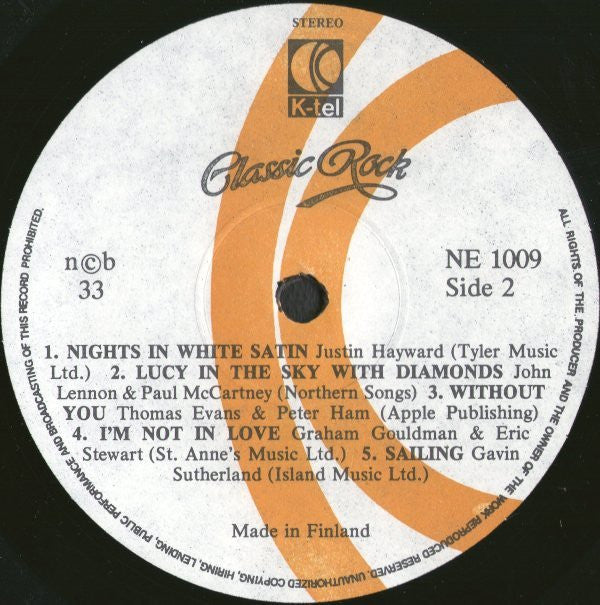 STEREO
K-tel
Classic Rock
n©b
33
NE 1009
Side 2
1. NIGHTS IN WHITE SATIN Justin Hayward (Tyler Music
Ltd.) 2. LUCY IN THE SKY WITH DIAMONDS John
Lennon & Paul McCartney (Northern Songs) 3. WITHOUT
YOU Thomas Evans & Peter Ham (Apple Publishing)
4. I'M NOT IN LOVE Graham Gouldman & Eric
Stewart (St. Anne's Music Ltd.) 5. SAILING Gavin
Sutherland (Island Music Ltd.)
Made in Finland
ALL RIGHTS OF THE PRODUCER AND THE OWNER OF THE WORK REPRODUCED RESERVED. UNAUTHORIZED COPYING, HIRING, LENDING, PUBLIC PERFORMANCE AND BROADCASTING OF THIS RECORD PROHIBITED.